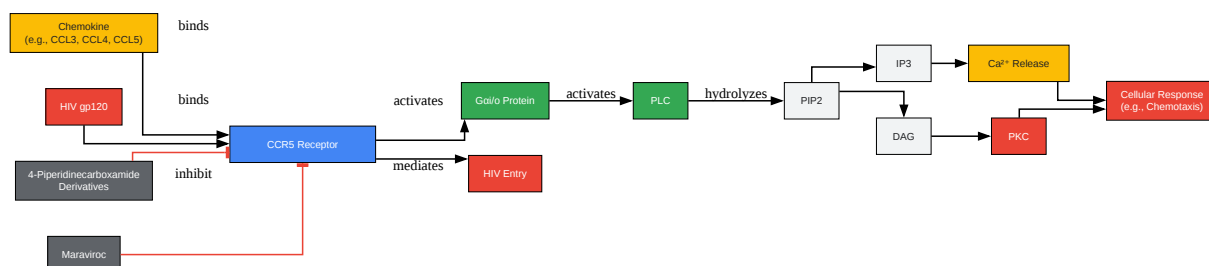 Chemokine
(e.g., CCL3, CCL4, CCL5)
binds
HIV gp120
binds
4-Piperidinecarboxamide
Derivatives
inhibit
Maraviroc
CCR5 Receptor
activates
mediates
Gαi/o Protein
HIV Entry
activates
PLC
hydrolyzes
PIP2
IP3
DAG
Ca²⁺ Release
PKC
Cellular Response
(e.g., Chemotaxis)